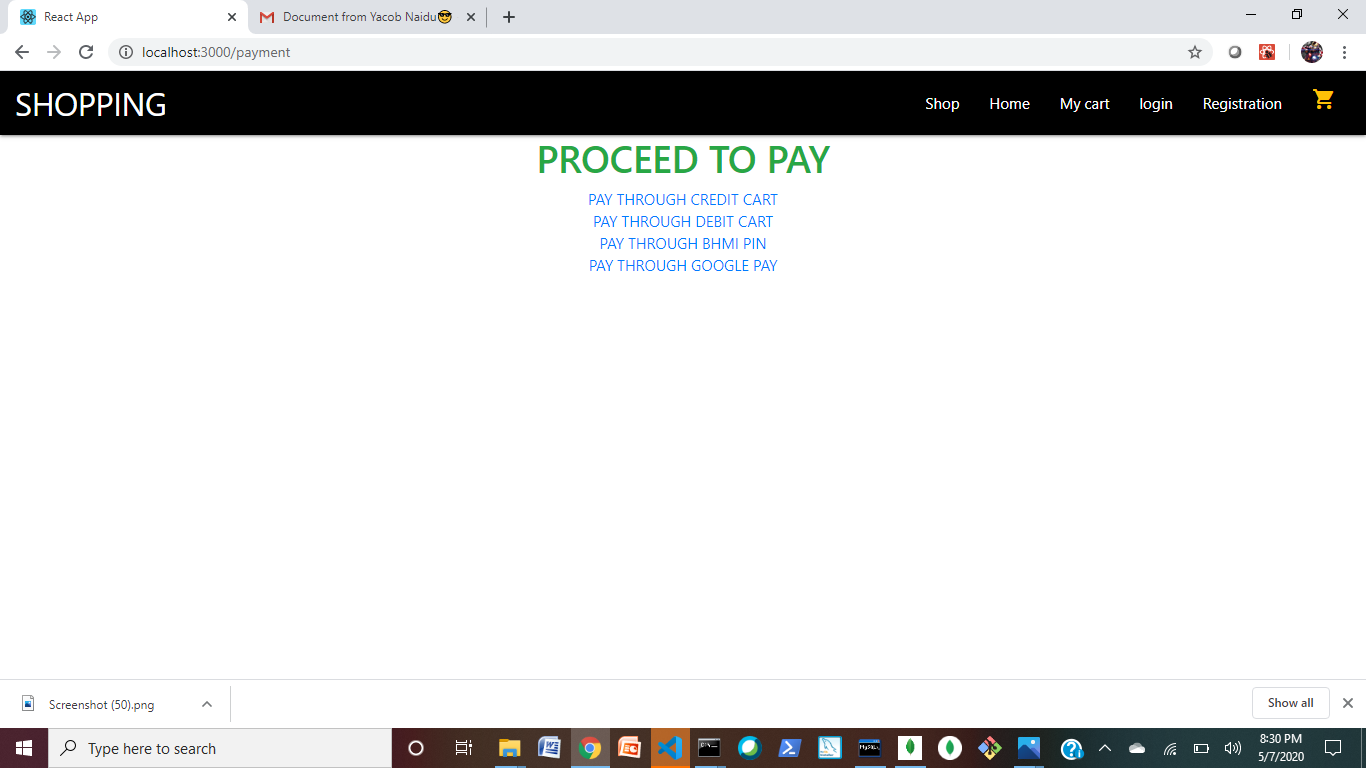 React App
Document from Yacob Naidu😎
localhost:3000/payment
SHOPPING
Shop Home My cart login Registration
PROCEED TO PAY
PAY THROUGH CREDIT CART
PAY THROUGH DEBIT CART
PAY THROUGH BHMI PIN
PAY THROUGH GOOGLE PAY
Screenshot (50).png
Show all
Type here to search
8:30 PM
5/7/2020